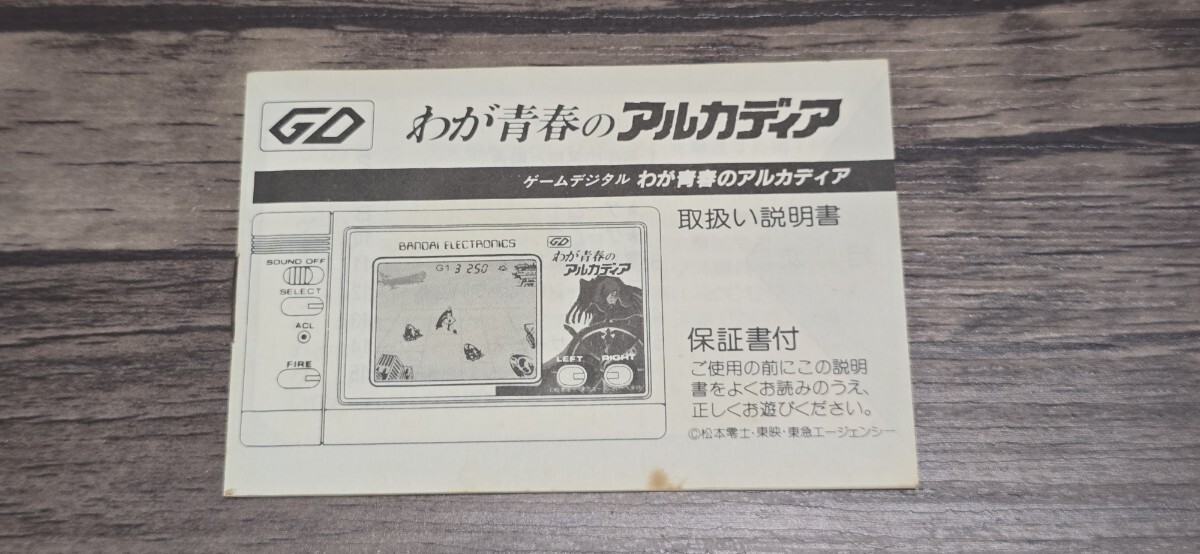 GD わが青春のアルカディア
ゲームデジタル わが青春のアルカディア
取扱い説明書
BANDAI ELECTRONICS
GD
わが青春の
アルカディア
G1 3 250
SOUND OFF
SELECT
ACL
FIRE
LEFT RIGHT
保証書付
ご使用の前にこの説明
書をよくお読みのうえ、
正しくお遊びください。
©松本零士・東映・東急エージェンシー